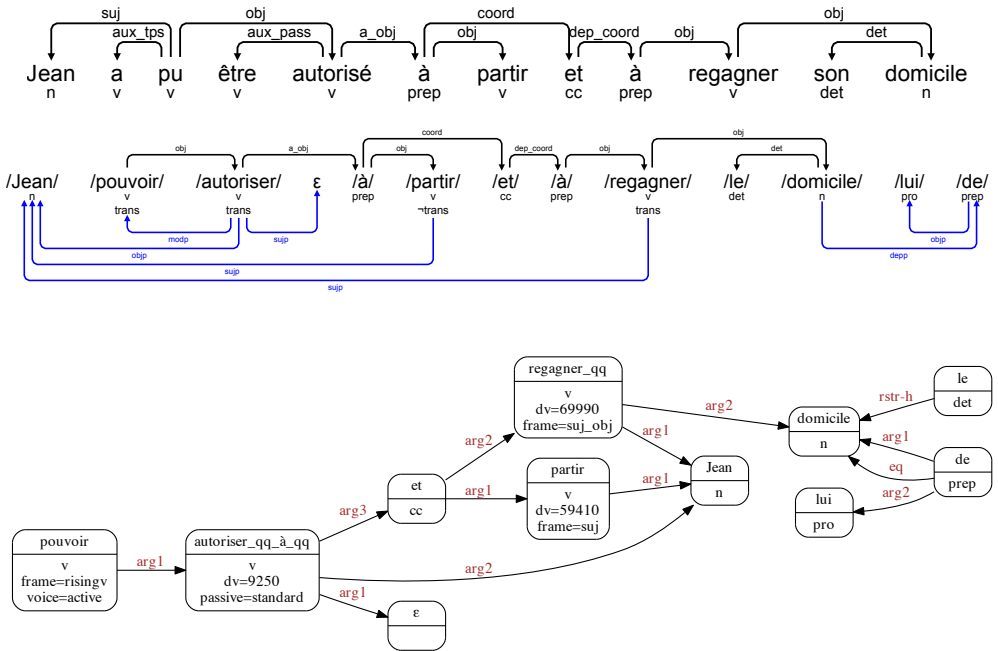 suj obj coord obj
aux_tps aux_pass a_obj obj dep_coord obj det
Jean a pu être autorisé à partir et à regagner son domicile
n v v v v prep v cc prep v det n
coord obj
obj a_obj obj dep_coord obj det
/Jean/ /pouvoir/ /autoriser/ ε /à/ /partir/ /et/ /à/ /regagner/ /le/ /domicile/ /lui/ /de/
n v v prep v cc prep v det n pro prep
trans trans ¬trans trans
modp sujp objp
objp depp
sujp
sujp
regagner_qq
v
dv=69990
frame=suj_obj
arg2
arg1
le
det
rstr-h
domicile
n
arg1
eq
de
prep
arg2
lui
pro
arg2
et
cc
arg1
partir
v
dv=59410
frame=suj
arg1
Jean
n
arg3
pouvoir
v
frame=risingv
voice=active
arg1
autoriser_qq_à_qq
v
dv=9250
passive=standard
arg2
arg1
ε